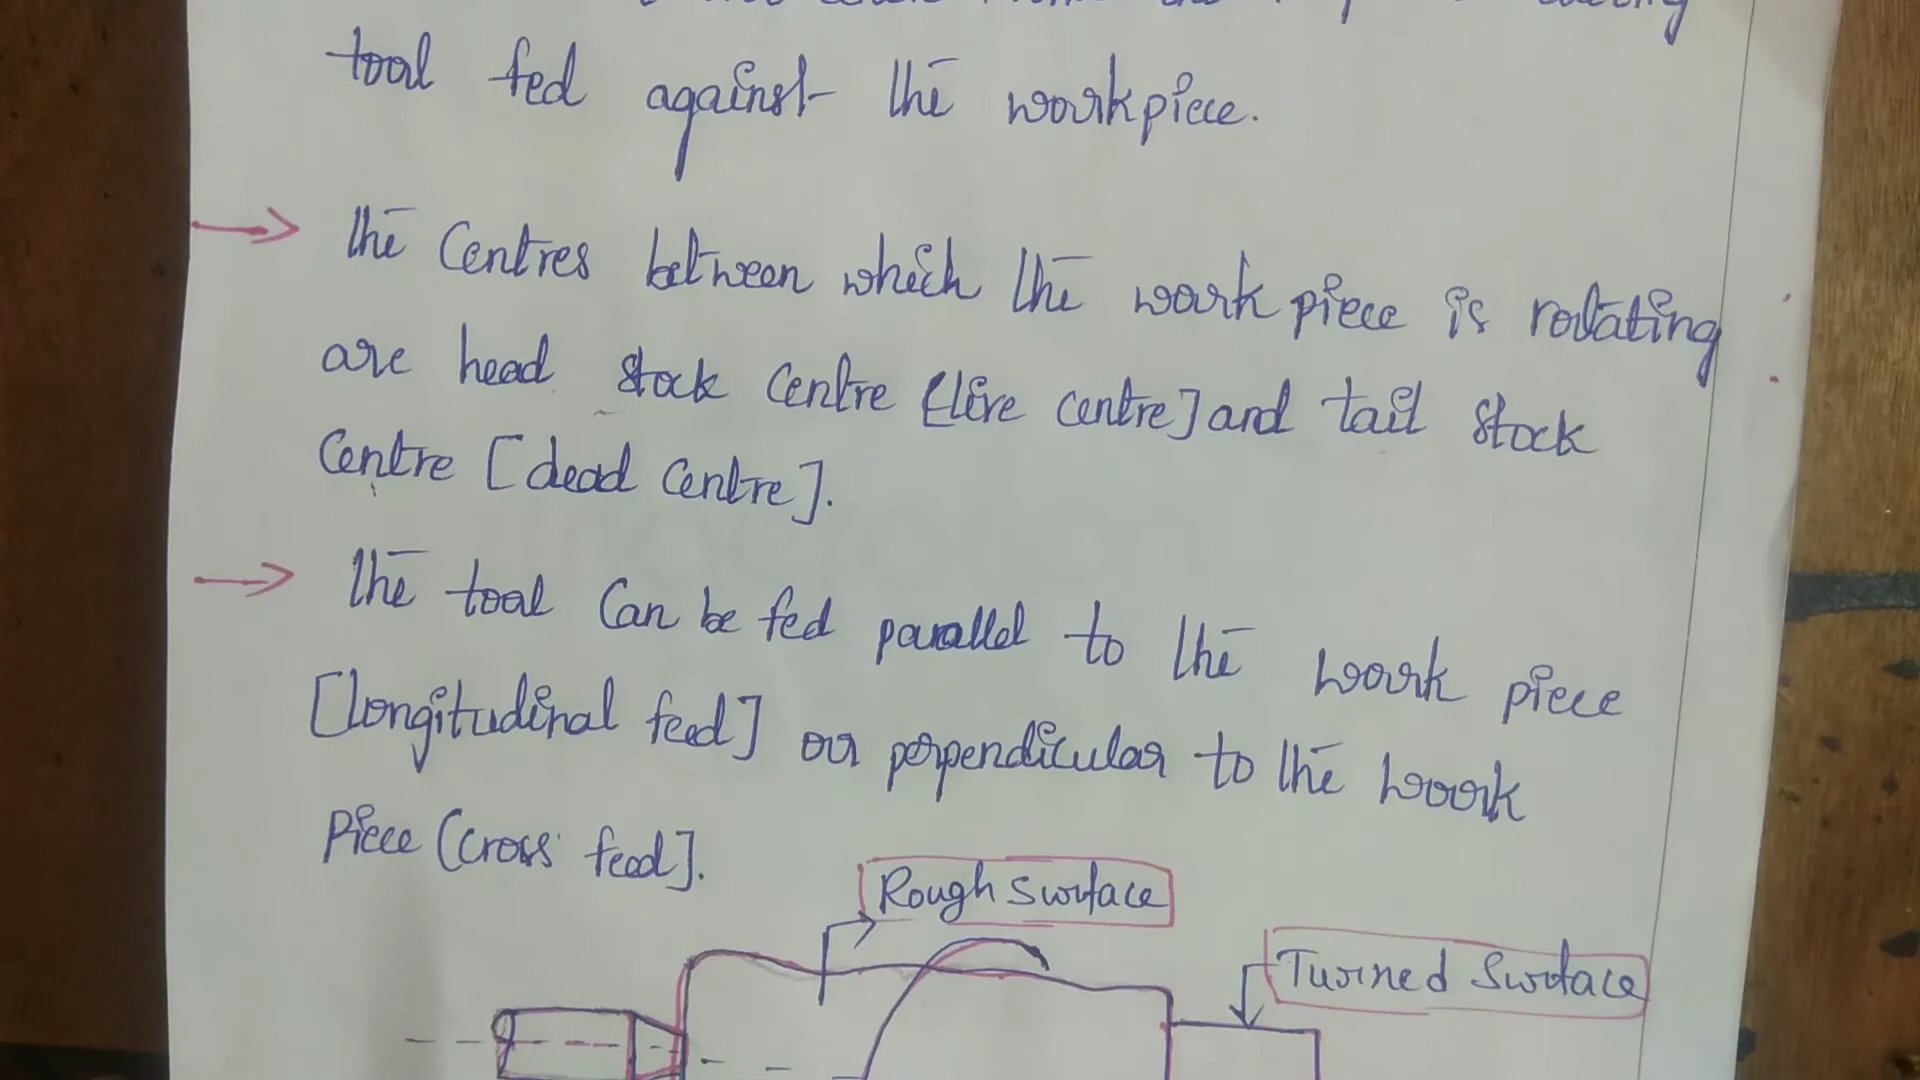 tool fed against the workpiece.
The Centres between which the work piece is rotating
are head stock centre [live centre] and tail stock
Centre [dead centre].
The tool can be fed parallel to the work piece
[longitudinal feed] or perpendicular to the work
Piece [cross feed].
Rough surface
Turned Surface